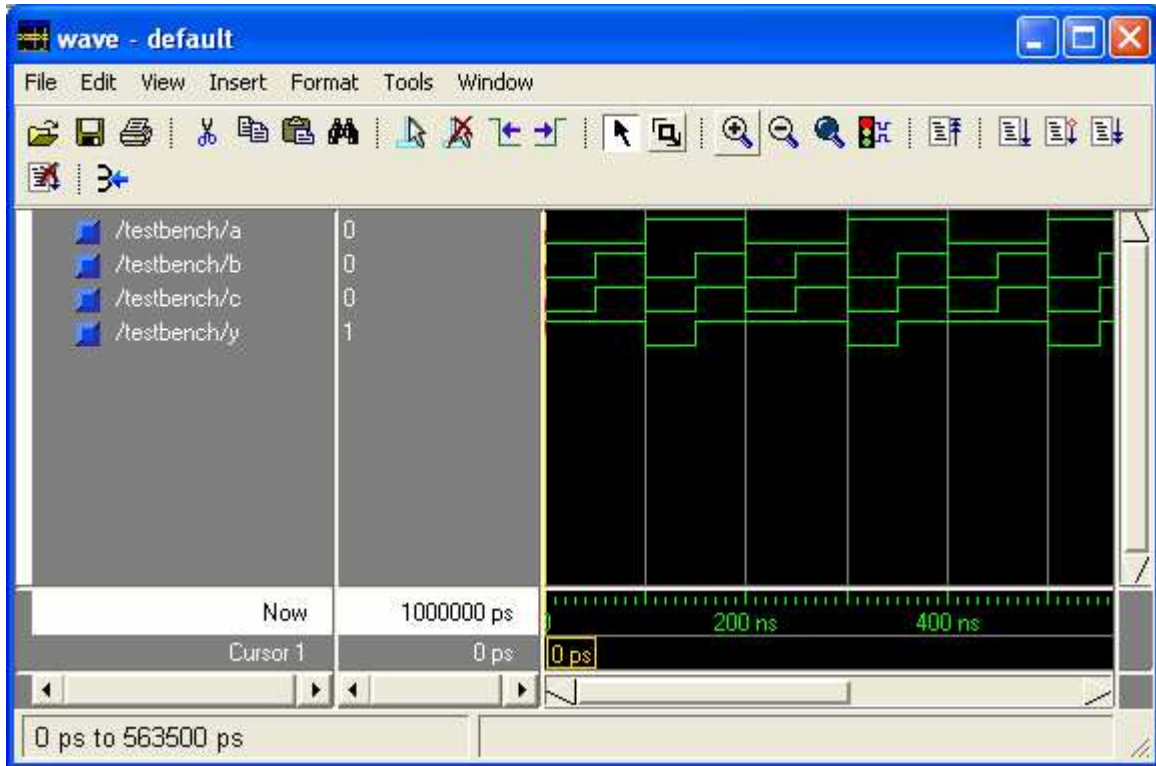 wave - default
File Edit View Insert Format Tools Window
/testbench/a 0
/testbench/b 0
/testbench/c 0
/testbench/y 1
Now 1000000 ps 200 ns 400 ns
Cursor 1 0 ps 0 ps
0 ps to 563500 ps